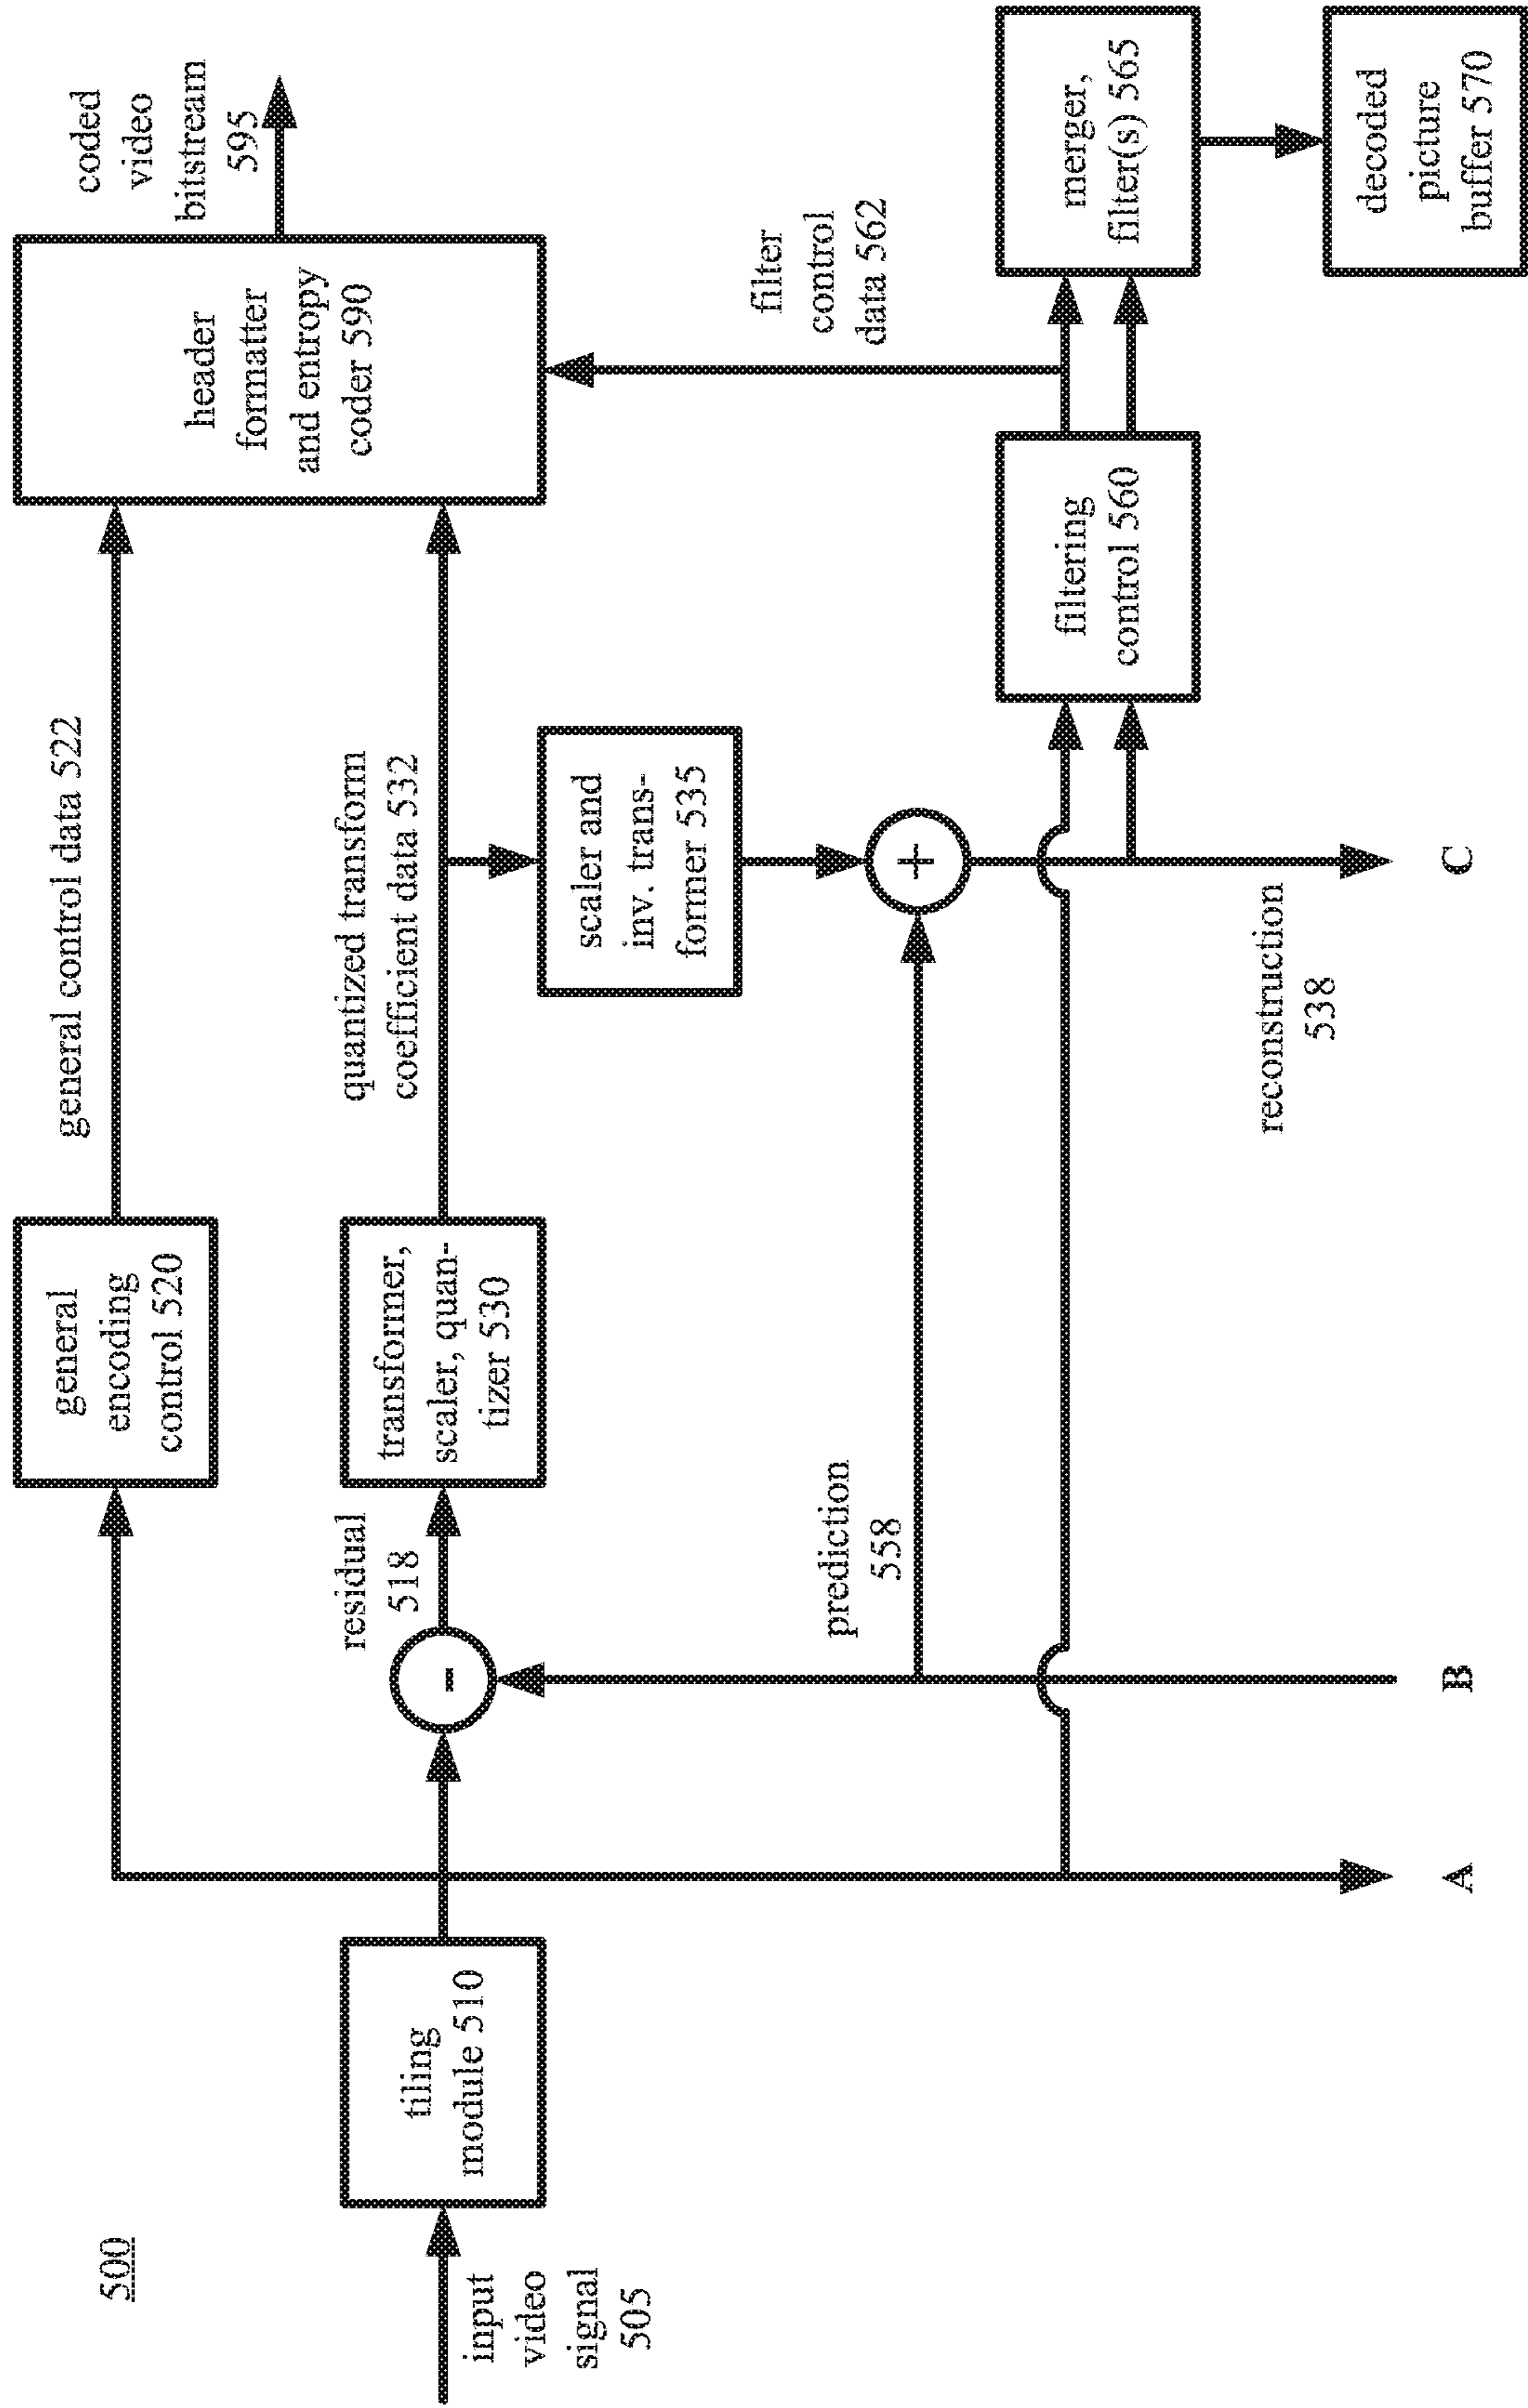 500
input
video
signal
505
tiling
module 510
general
encoding
control 520
general control data 522
residual
518
-
transformer,
scaler, quan-
tizer 530
quantized transform
coefficient data 532
header
formatter
and entropy
coder 590
coded
video
bitstream
595
scaler and
inv. trans-
former 535
prediction
558
+
filter
control
data 562
filtering
control 560
merger,
filter(s) 565
decoded
picture
buffer 570
reconstruction
538
A
B
C